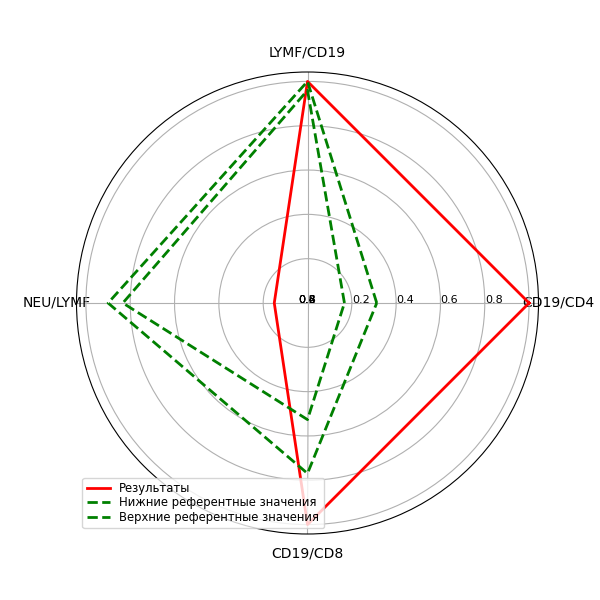 LYMF/CD19
NEU/LYMF
0.2
0.4
0.6
0.8
CD19/CD4
Результаты
Нижние референтные значения
Верхние референтные значения
CD19/CD8